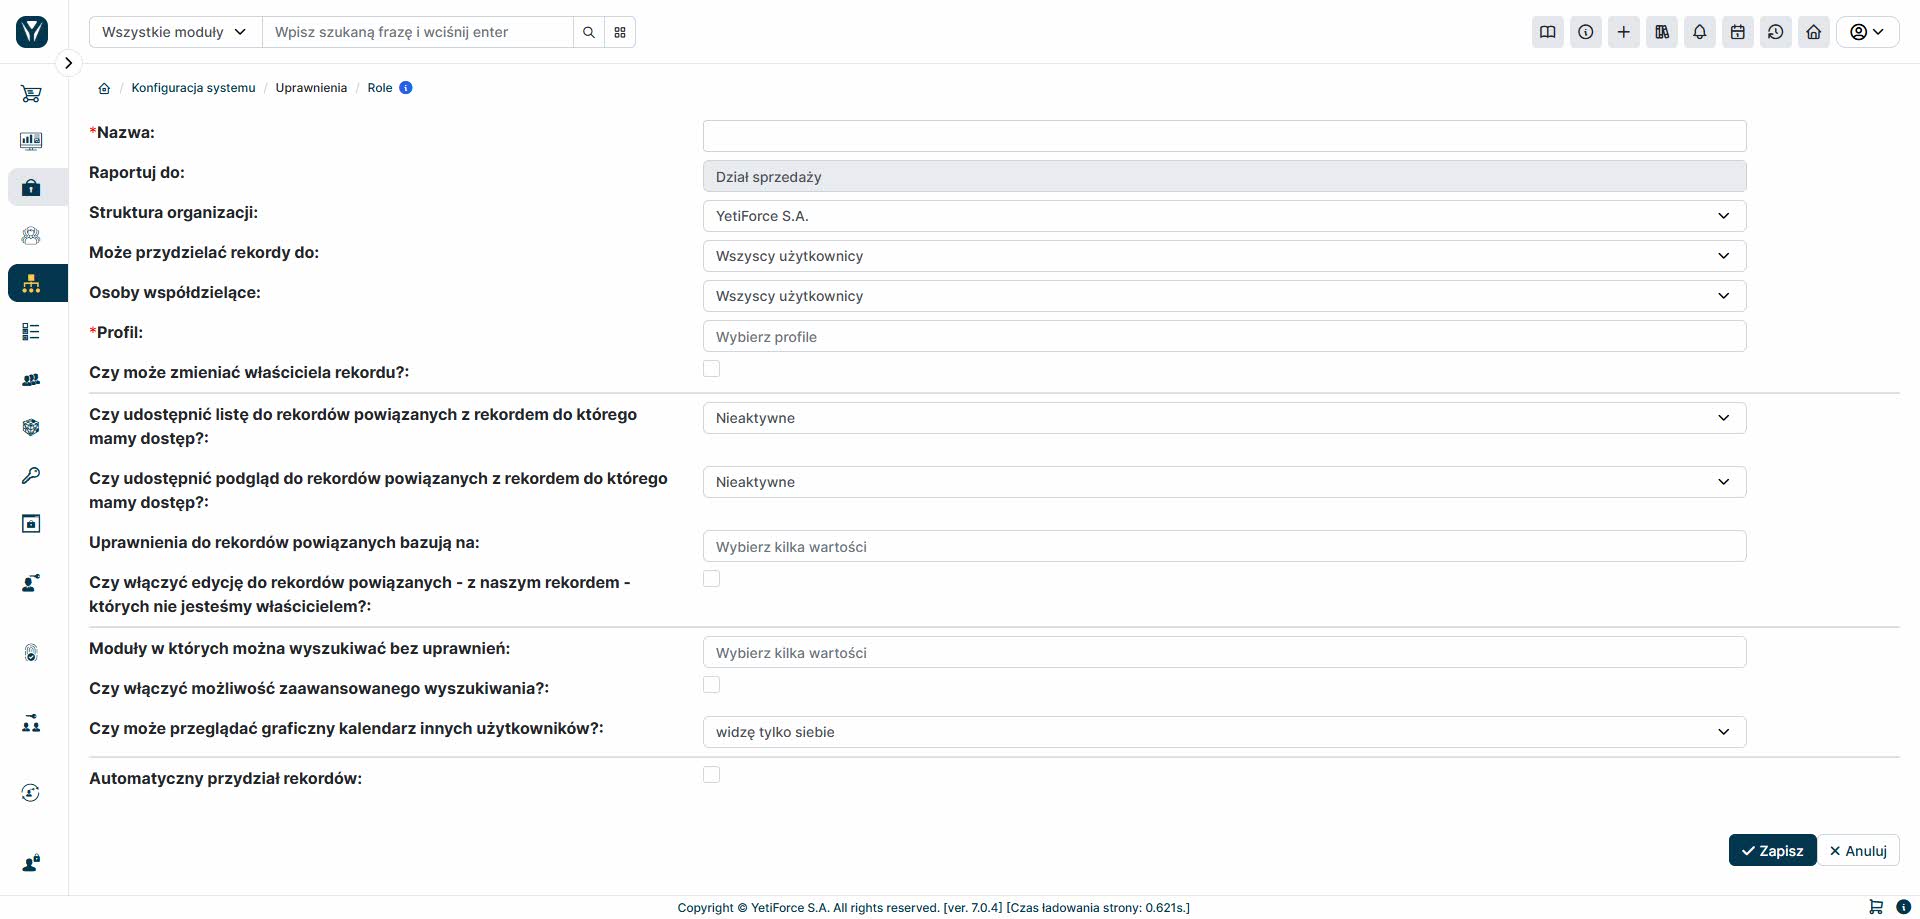 Wszystkie moduły
Wpisz szukaną frazę i wciśnij enter
/ Konfiguracja systemu / Uprawnienia / Role
*Nazwa:
Raportuj do:
Dział sprzedaży
Struktura organizacji:
YetiForce S.A.
Może przydzielać rekordy do:
Wszyscy użytkownicy
Osoby współdzielące:
Wszyscy użytkownicy
*Profil:
Wybierz profile
Czy może zmieniać właściciela rekordu?:
Czy udostępnić listę do rekordów powiązanych z rekordem do którego
mamy dostęp?:
Nieaktywne
Czy udostępnić podgląd do rekordów powiązanych z rekordem do którego
mamy dostęp?:
Nieaktywne
Uprawnienia do rekordów powiązanych bazują na:
Wybierz kilka wartości
Czy włączyć edycję do rekordów powiązanych - z naszym rekordem -
których nie jesteśmy właścicielem?:
Moduły w których można wyszukiwać bez uprawnień:
Wybierz kilka wartości
Czy włączyć możliwość zaawansowanego wyszukiwania?:
Czy może przeglądać graficzny kalendarz innych użytkowników?:
widzę tylko siebie
Automatyczny przydział rekordów:
Zapisz
Anuluj
Copyright © YetiForce S.A. All rights reserved. [ver. 7.0.4] [Czas ładowania strony: 0.621s.]